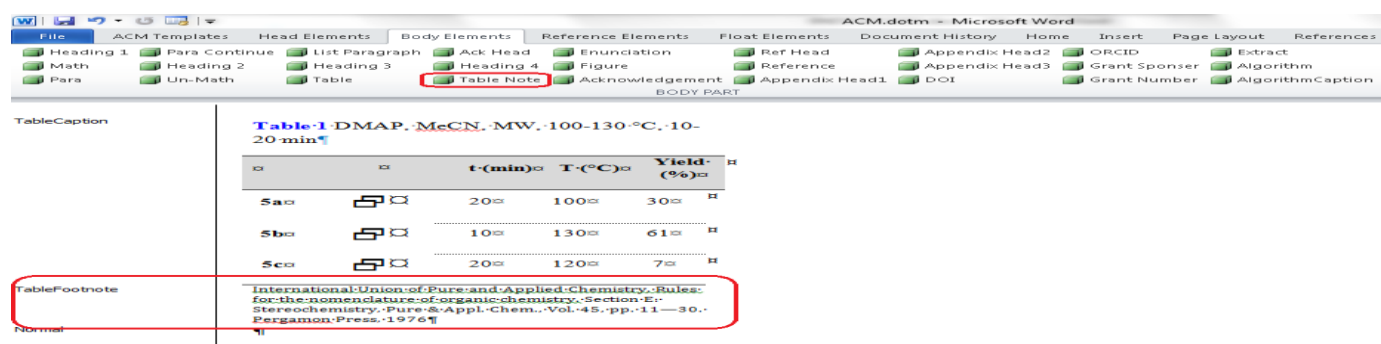 ACM.dotm - Microsoft Word
File ACM Templates Head Elements Body Elements Reference Elements Float Elements Document History Home Insert Page Layout References
Heading 1 Para Continue List Paragraph Ack Head Enunciation Ref Head Appendix Head2 ORCID Extract
Math Heading 2 Heading 3 Heading 4 Figure Reference Appendix Head3 Grant Sponser Algorithm
Para Un-Math Table Table Note Acknowledgement Appendix Head1 DOI Grant Number AlgorithmCaption
BODY PART
TableCaption
Table·1·DMAP,·MeCN,·MW,·100-130·°C,·10-
20·min¶
¤ ¤ t·(min)¤ T·(°C)¤ Yield·
(%)¤ ¤
5a¤ ¤ 20¤ 100¤ 30¤ ¤
5b¤ ¤ 10¤ 130¤ 61¤ ¤
5c¤ ¤ 20¤ 120¤ 7¤ ¤
TableFootnote
International·Union·of·Pure·and·Applied·Chemistry,·Rules·
for·the·nomenclature·of·organic·chemistry,·Section·E:·
Stereochemistry,·Pure·&·Appl.·Chem.,·Vol.·45,·pp.·11—30,·
Pergamon·Press,·1976¶
Normal ¶